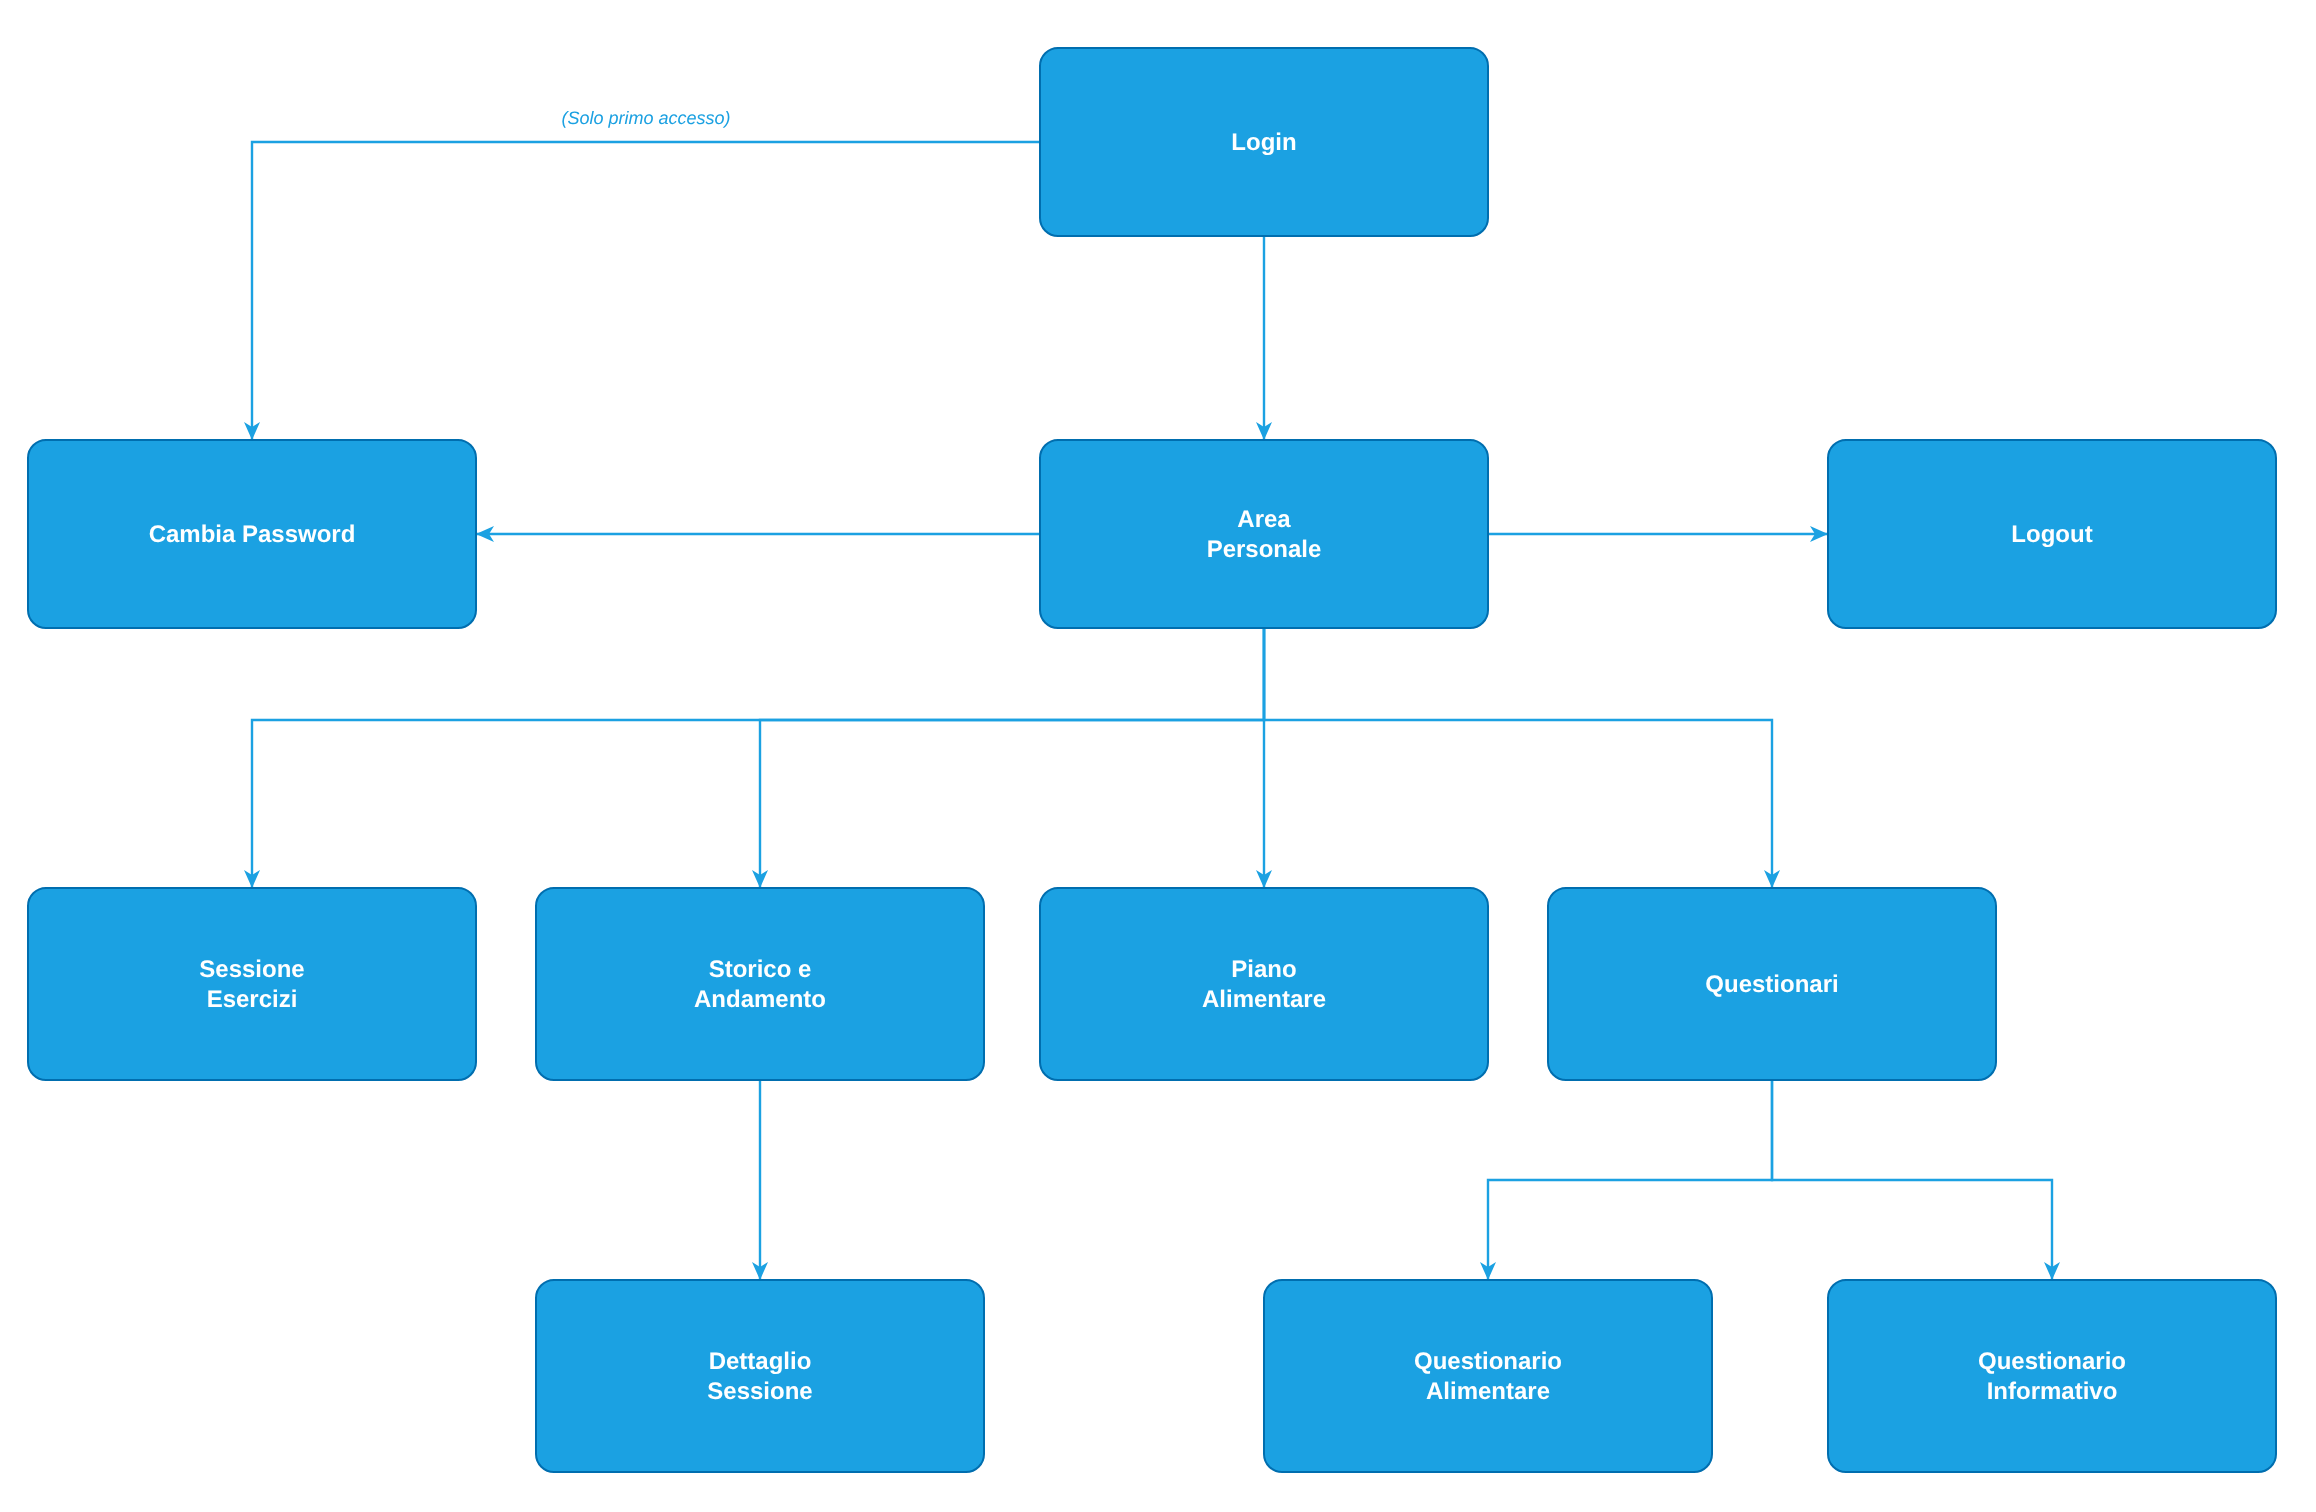 (Solo primo accesso)
Login
Cambia Password
Area
Personale
Logout
Sessione
Esercizi
Storico e
Andamento
Piano
Alimentare
Questionari
Dettaglio
Sessione
Questionario
Alimentare
Questionario
Informativo